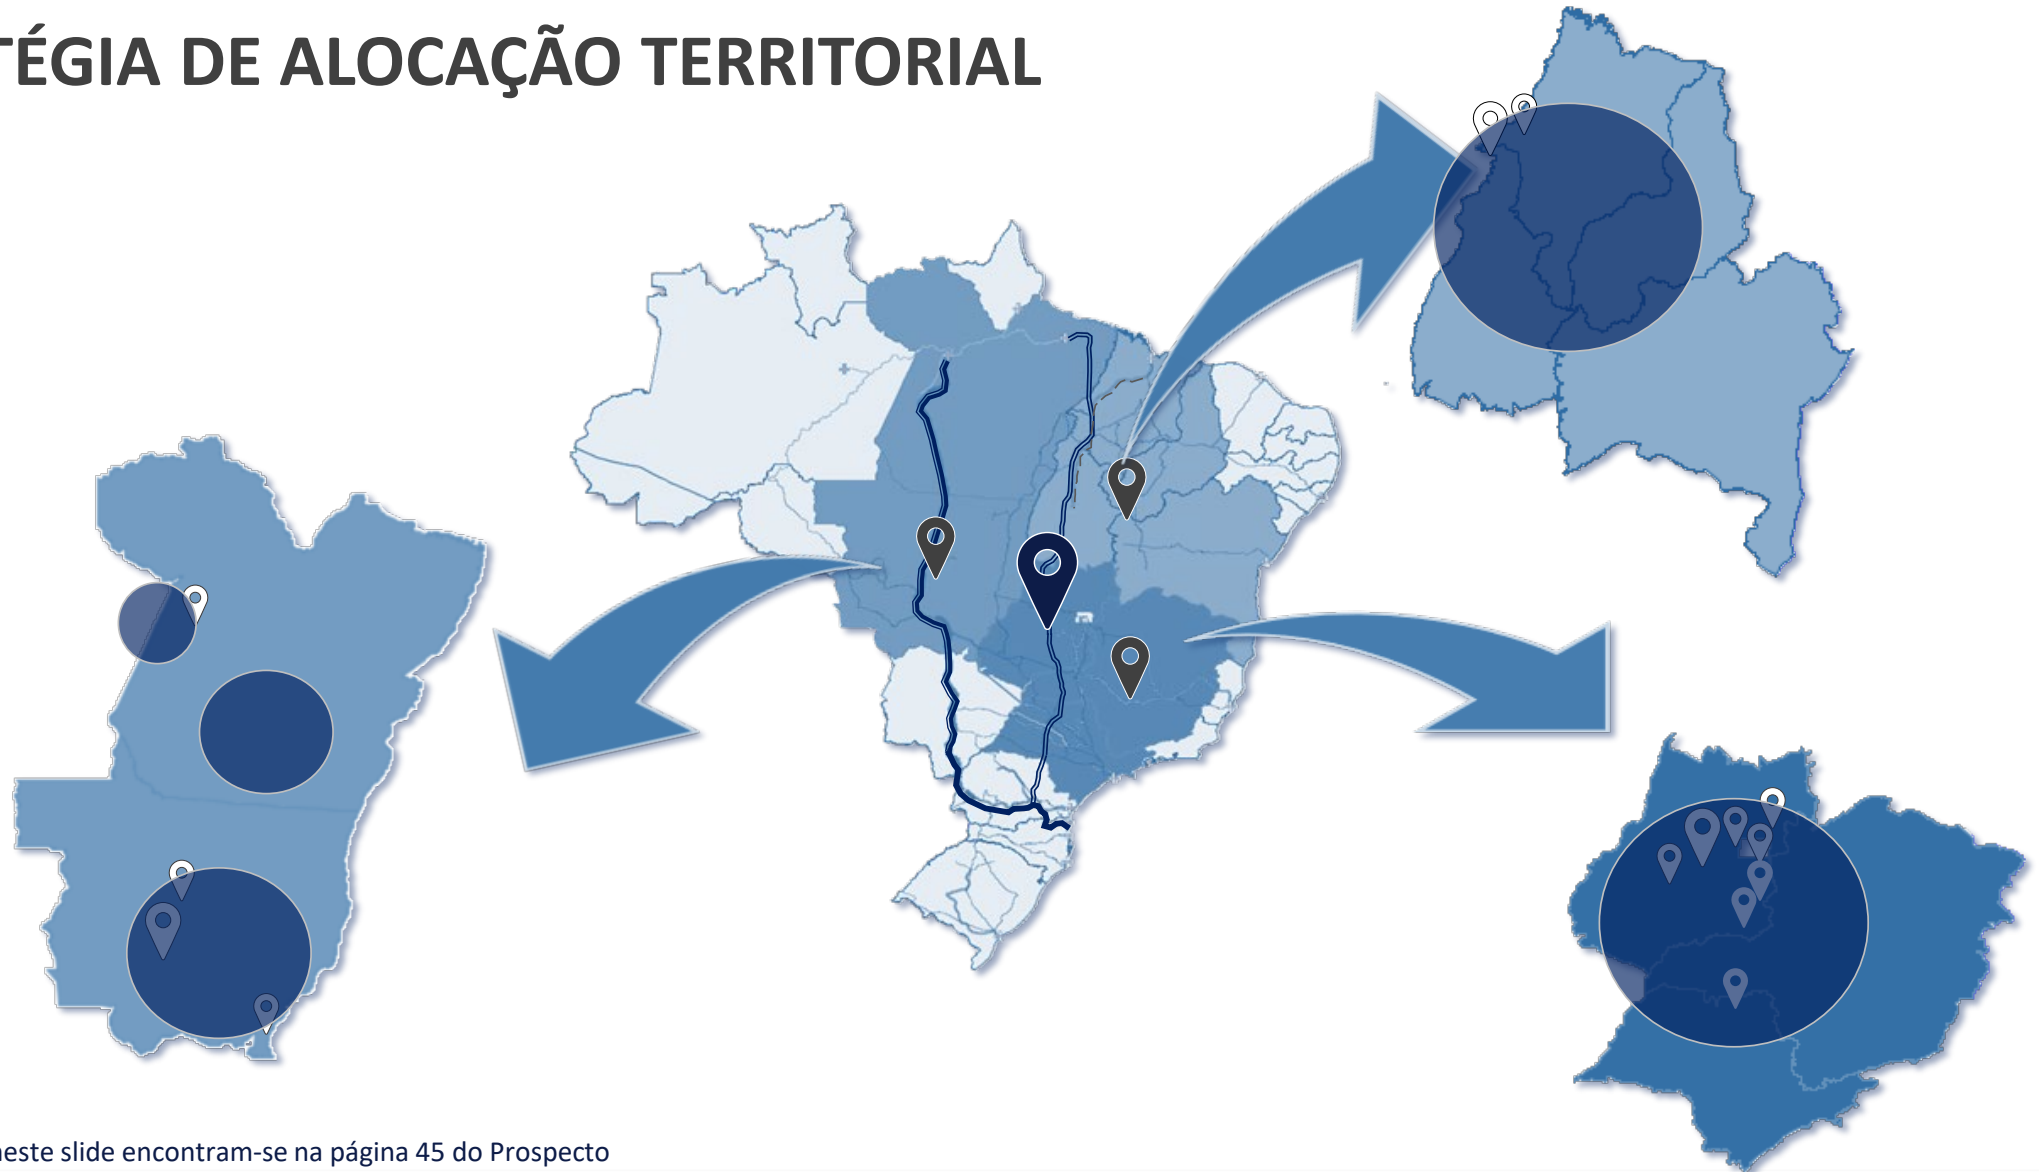 TÉGIA DE ALOCAÇÃO TERRITORIAL
neste slide encontram-se na página 45 do Prospecto